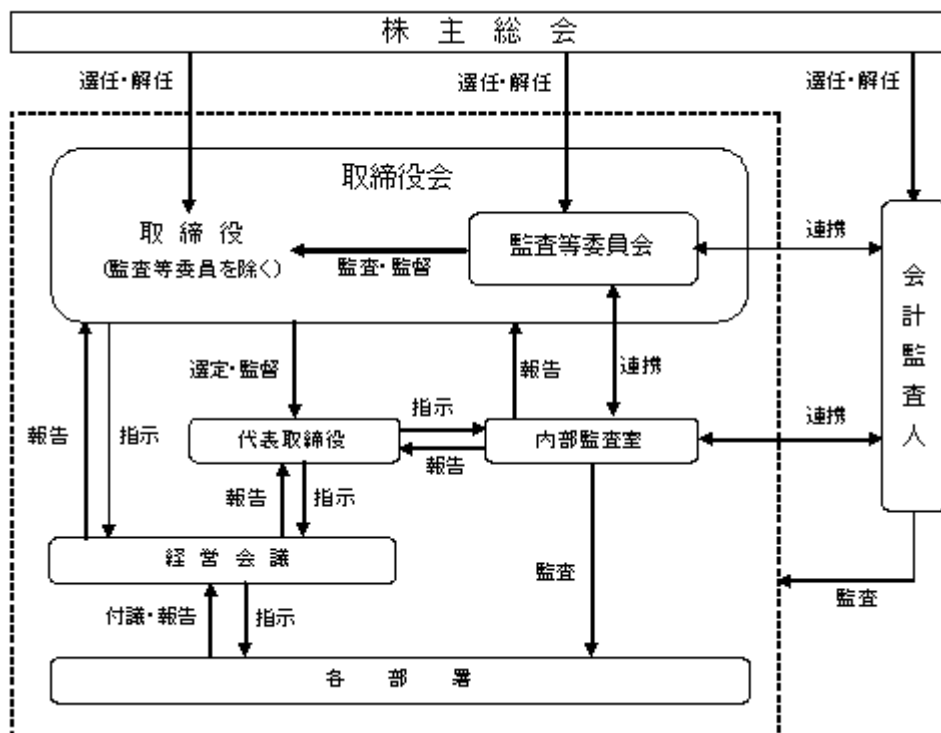 株主総会
選任・解任
選任・解任
選任・解任
取締役会
取締役
(監査等委員を除く)
監査等委員会
監査・監督
連携
会計監査人
選定・監督
報告
連携
報告
指示
代表取締役
指示
報告
内部監査室
連携
報告
指示
経営会議
監査
監査
付議・報告
指示
各部署